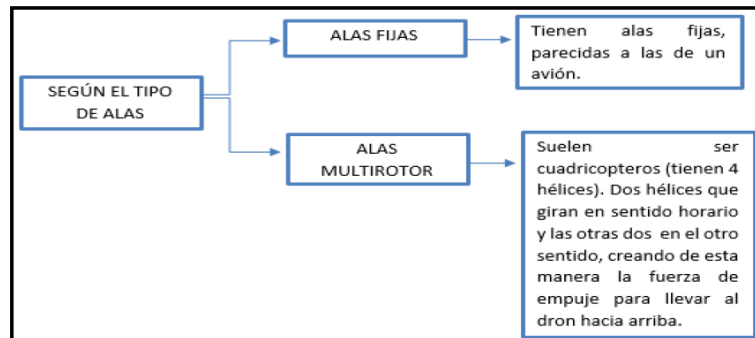 SEGÚN EL TIPO
DE ALAS
ALAS FIJAS
Tienen alas fijas,
parecidas a las de un
avión.
ALAS
MULTIROTOR
Suelen ser
cuadricopteros (tienen 4
hélices). Dos hélices que
giran en sentido horario
y las otras dos en el otro
sentido, creando de esta
manera la fuerza de
empuje para llevar al
dron hacia arriba.